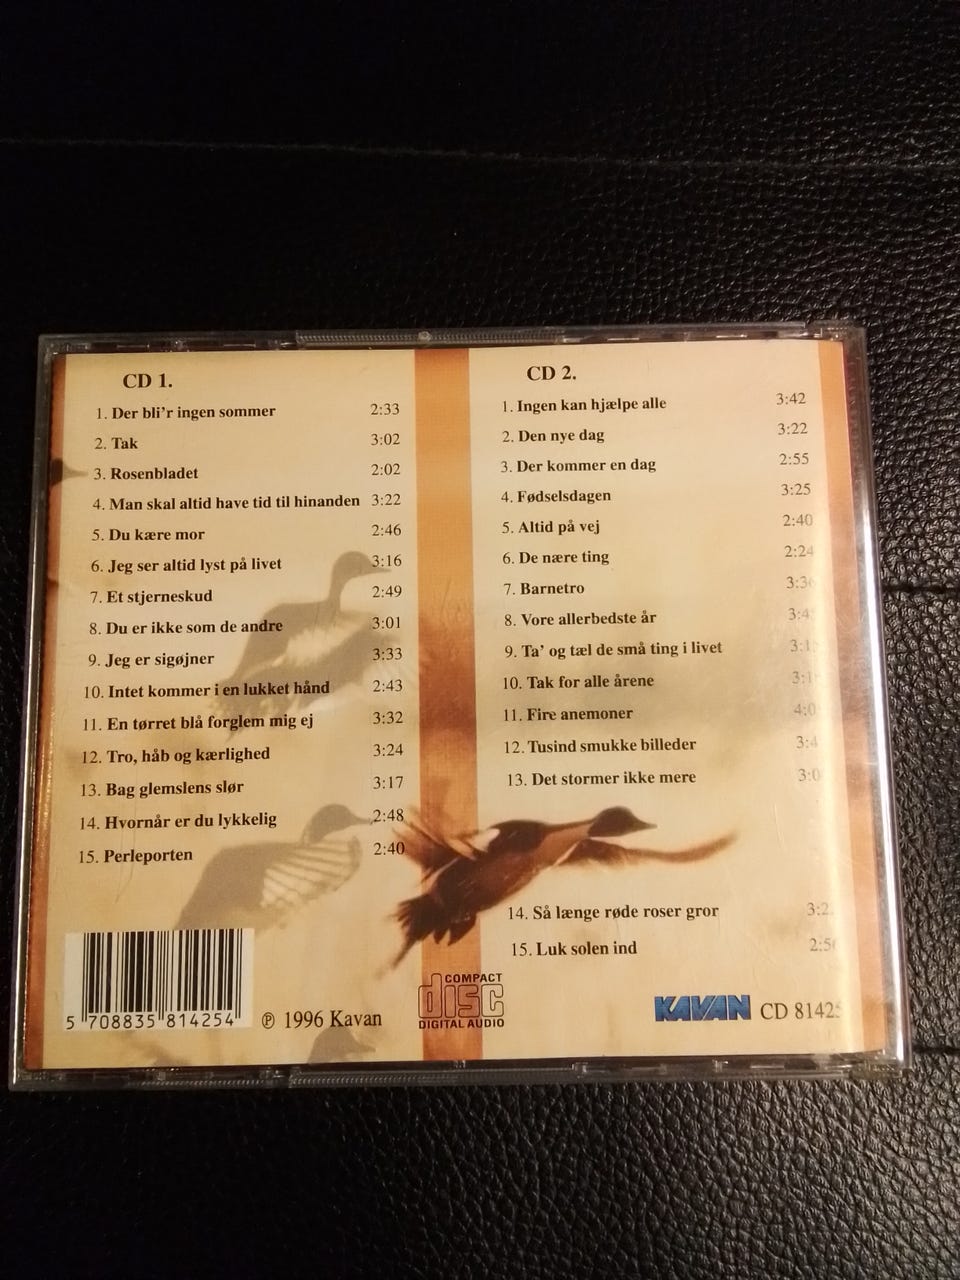 CD 1.
1. Der bli'r ingen sommer 2:33
2. Tak 3:02
3. Rosenbladet 2:02
4. Man skal altid have tid til hinanden 3:22
5. Du kære mor 2:46
6. Jeg ser altid lyst på livet 3:16
7. Et stjerneskud 2:49
8. Du er ikke som de andre 3:01
9. Jeg er sigøjner 3:33
10. Intet kommer i en lukket hånd 2:43
11. En tørret blå forglem mig ej 3:32
12. Tro, håb og kærlighed 3:24
13. Bag glemslens slør 3:17
14. Hvornår er du lykkelig 2:48
15. Perleporten 2:40
CD 2.
1. Ingen kan hjælpe alle 3:42
2. Den nye dag 3:22
3. Der kommer en dag 2:55
4. Fødselsdagen 3:25
5. Altid på vej 2:40
6. De nære ting 2:24
7. Barnetro
8. Vore allerbedste år
9. Ta' og tæl de små ting i livet
10. Tak for alle årene
11. Fire anemoner
12. Tusind smukke billeder
13. Det stormer ikke mere
14. Så længe røde roser gror
15. Luk solen ind
5 708835 814254
℗ 1996 Kavan
COMPACT
disc
DIGITAL AUDIO
KAVAN CD